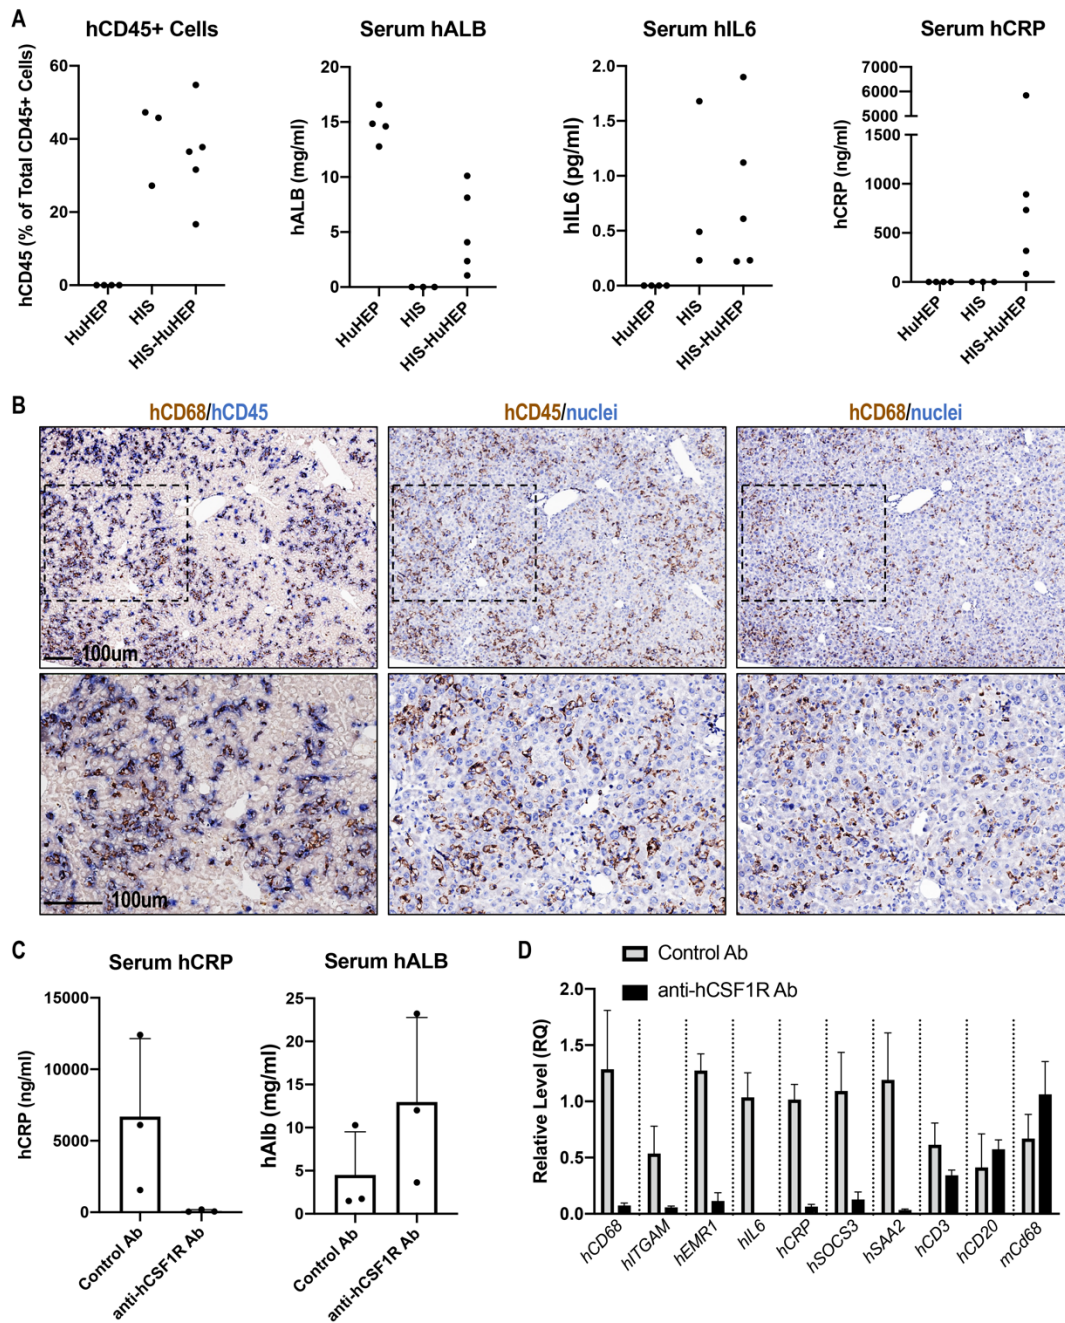 A
hCD45+ Cells
hCD45 (% of Total CD45+ Cells)
60
40
20
0
HuHEP
HIS
HIS-HuHEP
Serum hALB
hALB (mg/ml)
20
15
10
5
0
HuHEP
HIS
HIS-HuHEP
Serum hIL6
hIL6 (pg/ml)
2.0
1.5
1.0
0.5
0.0
HuHEP
HIS
HIS-HuHEP
Serum hCRP
hCRP (ng/ml)
7000
6000
5000
1500
1000
500
0
HuHEP
HIS
HIS-HuHEP
B
hCD68/hCD45
hCD45/nuclei
hCD68/nuclei
100um
100um
C
Serum hCRP
hCRP (ng/ml)
15000
10000
5000
0
Control Ab
anti-hCSF1R Ab
Serum hALB
hAlb (mg/ml)
25
20
15
10
5
0
Control Ab
anti-hCSF1R Ab
D
Control Ab
anti-hCSF1R Ab
Relative Level (RQ)
2.0
1.5
1.0
0.5
0.0
hCD68
hITGAM
hEMR1
hIL6
hCRP
hSOCS3
hSAA2
hCD3
hCD20
mCd68